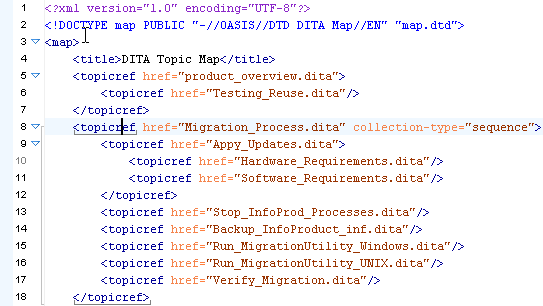 1 <?xml version="1.0" encoding="UTF-8"?>
2 <!DOCTYPE map PUBLIC "-//OASIS//DTD DITA Map//EN" "map.dtd">
3 <map>
4 <title>DITA Topic Map</title>
5 <topicref href="product_overview.dita">
6 <topicref href="Testing_Reuse.dita"/>
7 </topicref>
8 <topicref href="Migration_Process.dita" collection-type="sequence">
9 <topicref href="Appy_Updates.dita">
10 <topicref href="Hardware_Requirements.dita"/>
11 <topicref href="Software_Requirements.dita"/>
12 </topicref>
13 <topicref href="Stop_InfoProd_Processes.dita"/>
14 <topicref href="Backup_InfoProduct_inf.dita"/>
15 <topicref href="Run_MigrationUtility_Windows.dita"/>
16 <topicref href="Run_MigrationUtility_UNIX.dita"/>
17 <topicref href="Verify_Migration.dita"/>
18 </topicref>